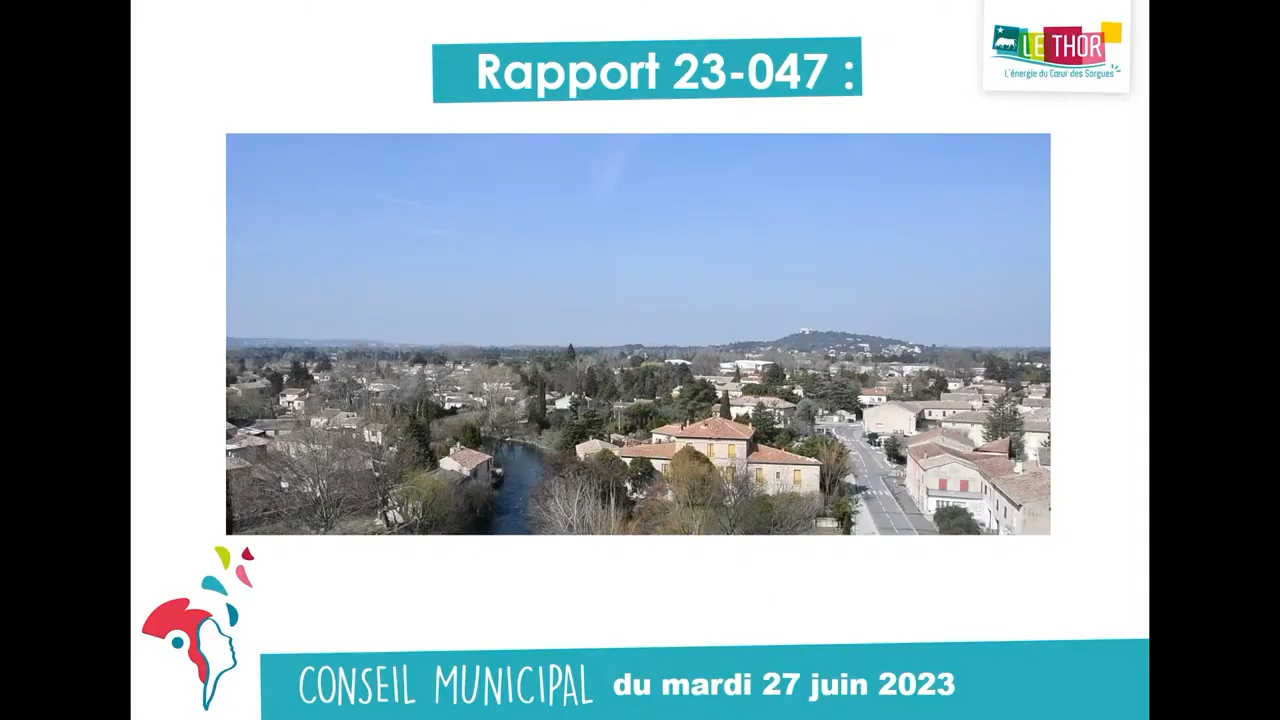 Rapport 23-047 :
LE THOR
L'énergie du Cœur des Sorgues
CONSEIL MUNICIPAL du mardi 27 juin 2023